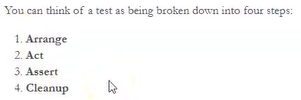 You can think of a test as being broken down into four steps:
1. Arrange
2. Act
3. Assert
4. Cleanup